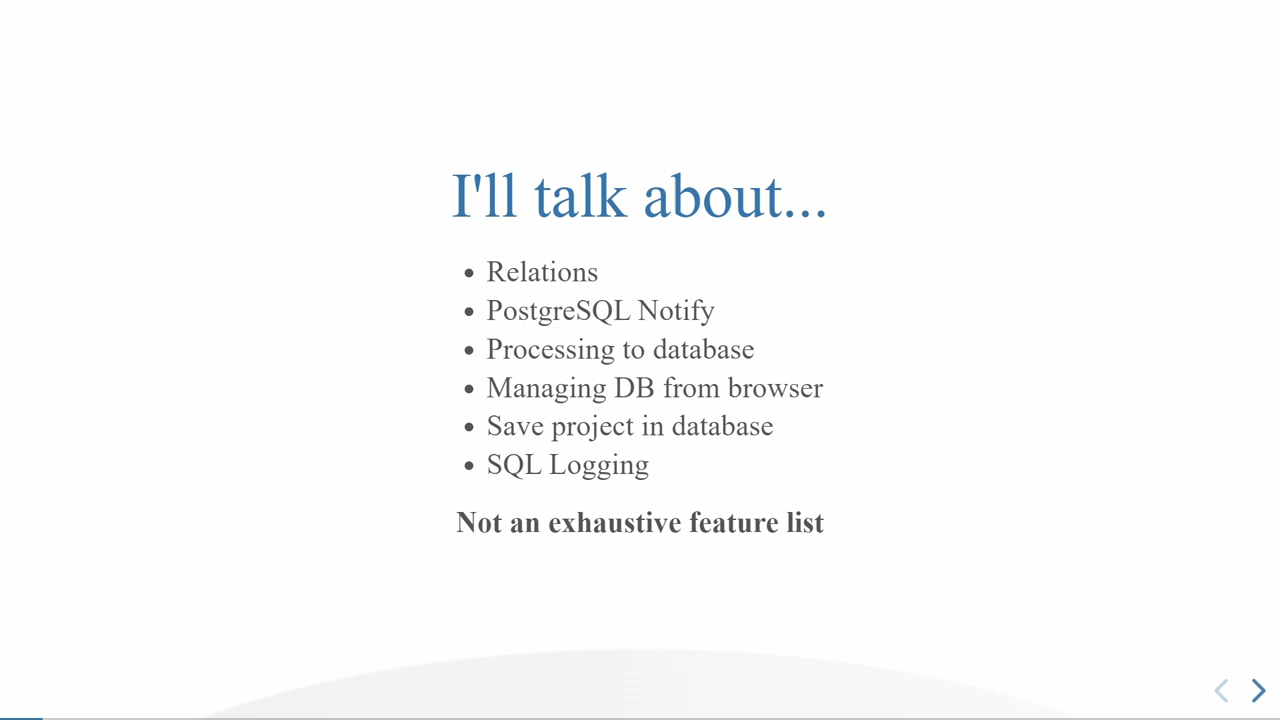 I'll talk about...
Relations
PostgreSQL Notify
Processing to database
Managing DB from browser
Save project in database
SQL Logging
Not an exhaustive feature list